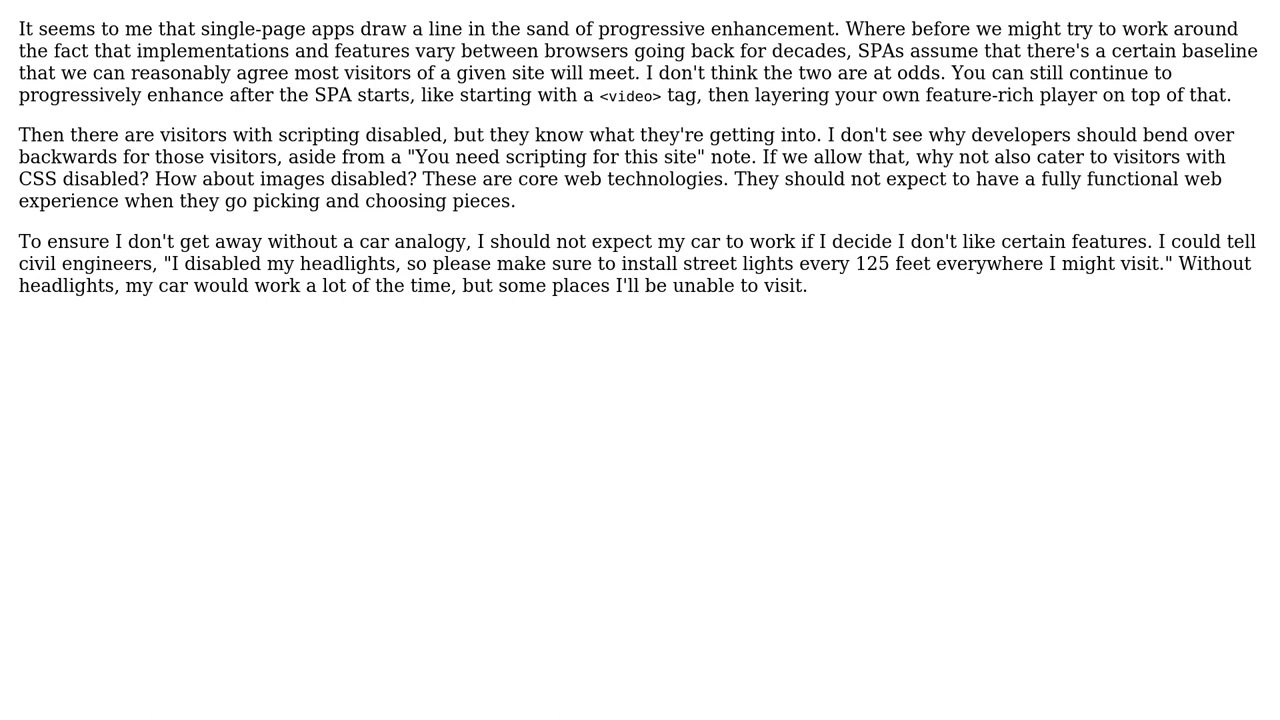 It seems to me that single-page apps draw a line in the sand of progressive enhancement. Where before we might try to work around
the fact that implementations and features vary between browsers going back for decades, SPAs assume that there's a certain baseline
that we can reasonably agree most visitors of a given site will meet. I don't think the two are at odds. You can still continue to
progressively enhance after the SPA starts, like starting with a <video> tag, then layering your own feature-rich player on top of that.
Then there are visitors with scripting disabled, but they know what they're getting into. I don't see why developers should bend over
backwards for those visitors, aside from a "You need scripting for this site" note. If we allow that, why not also cater to visitors with
CSS disabled? How about images disabled? These are core web technologies. They should not expect to have a fully functional web
experience when they go picking and choosing pieces.
To ensure I don't get away without a car analogy, I should not expect my car to work if I decide I don't like certain features. I could tell
civil engineers, "I disabled my headlights, so please make sure to install street lights every 125 feet everywhere I might visit." Without
headlights, my car would work a lot of the time, but some places I'll be unable to visit.